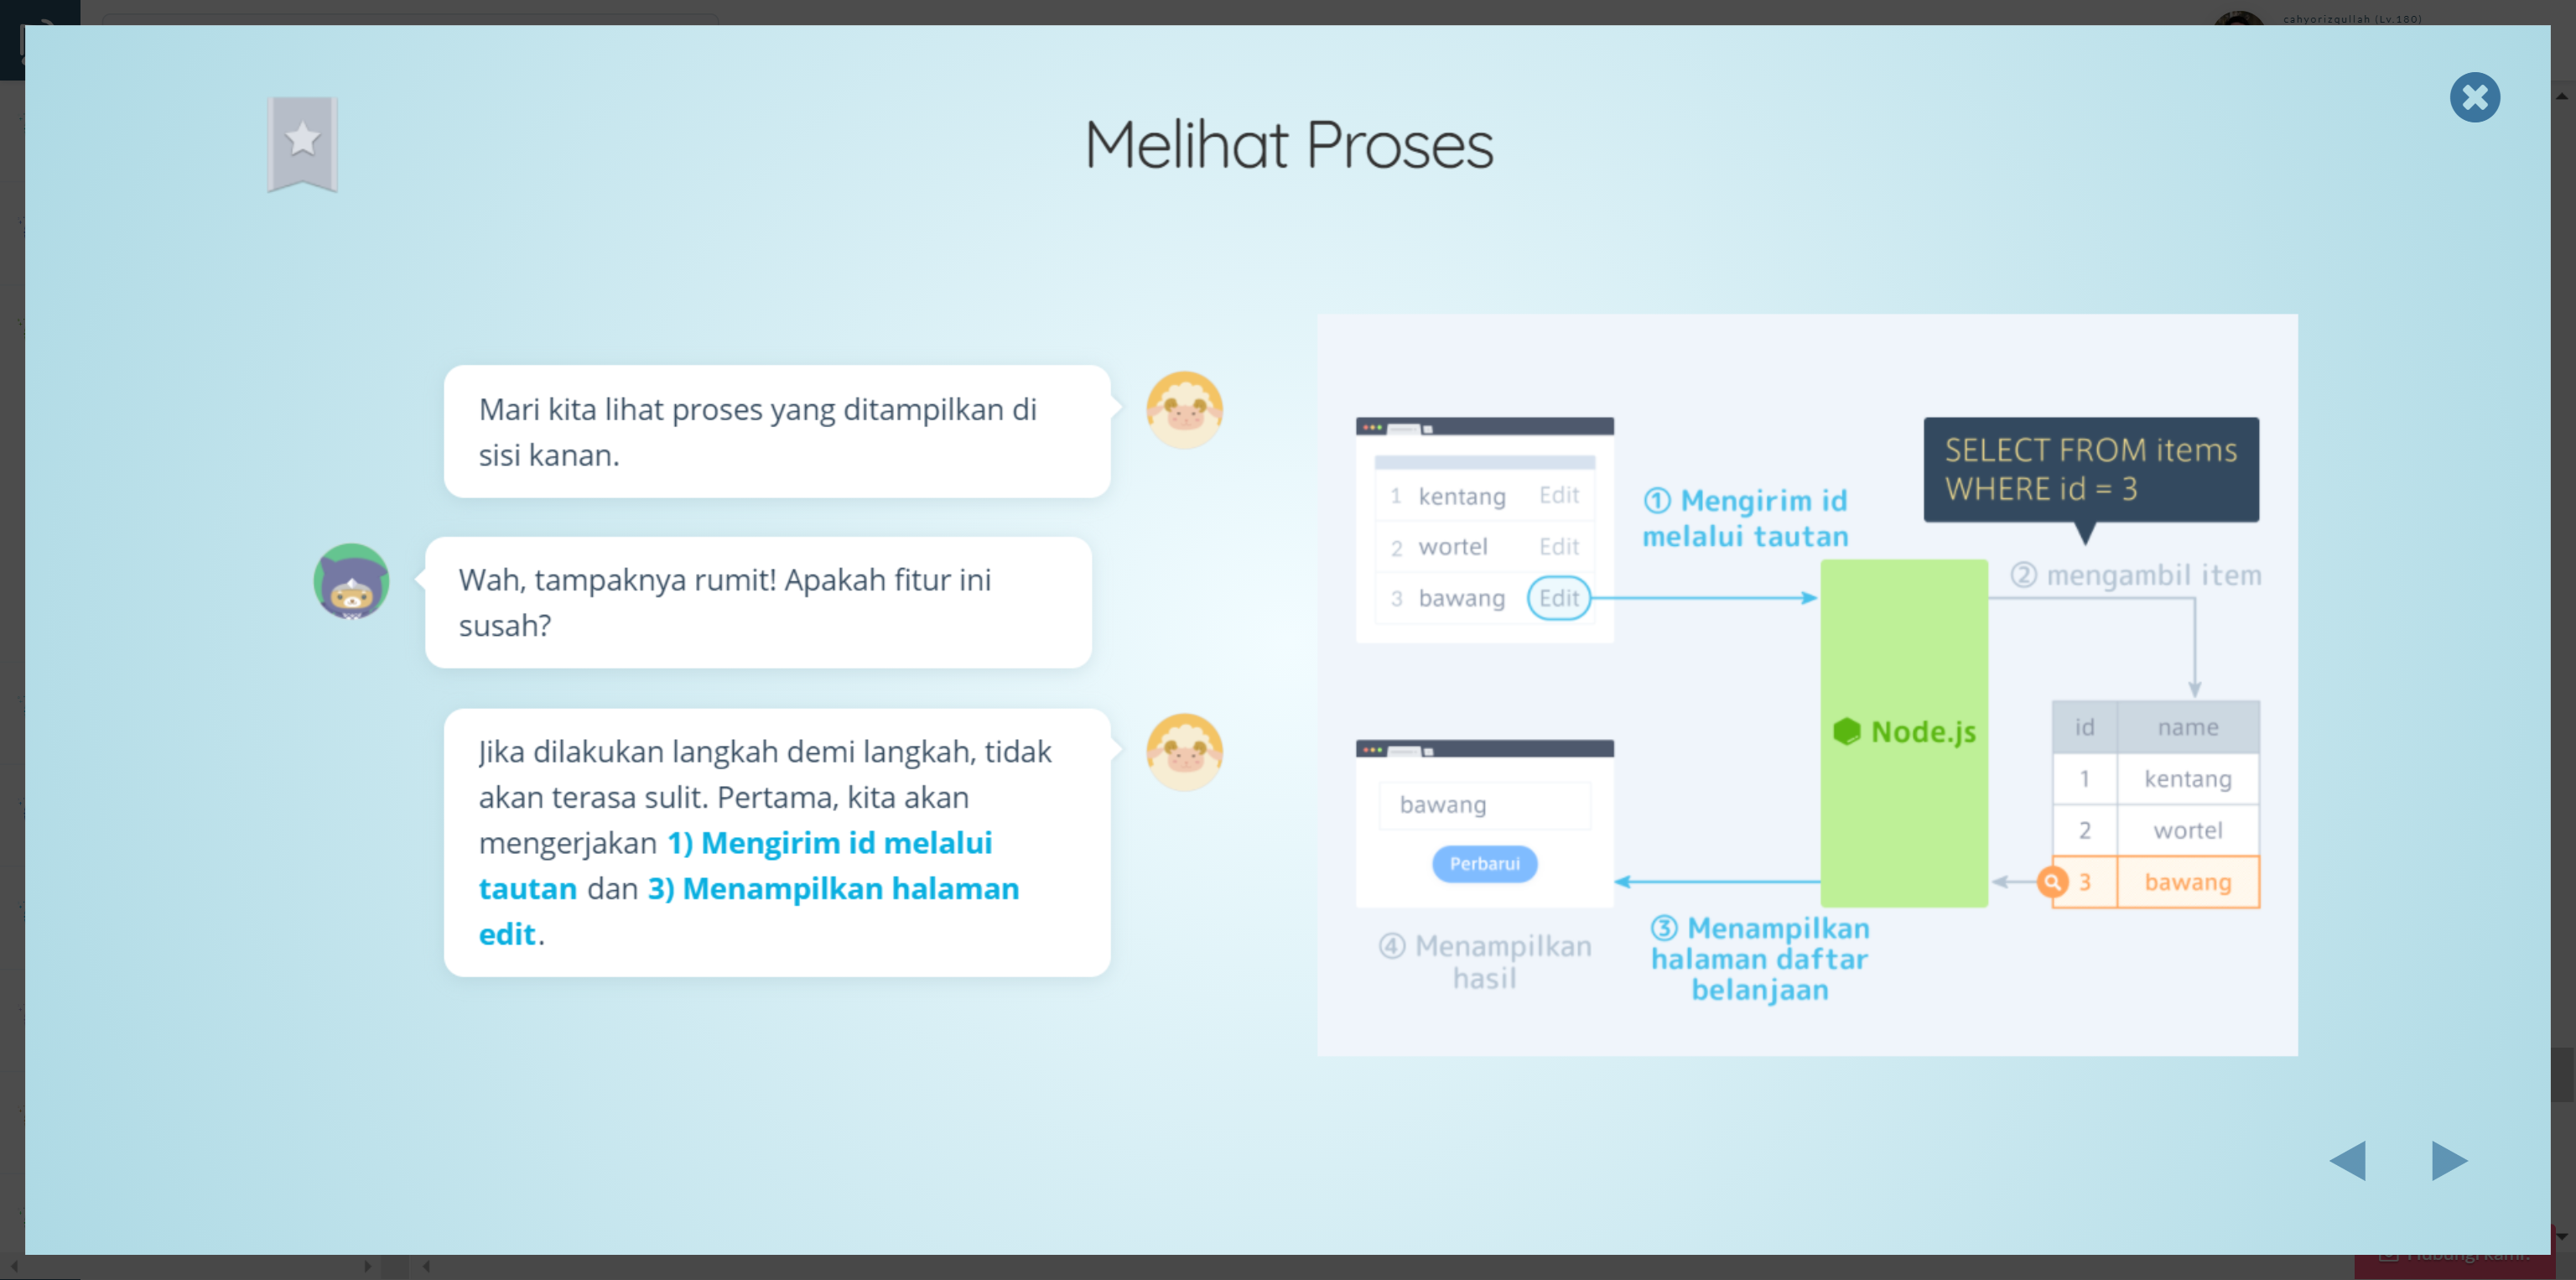 cahyorizqullah (Lv.180)
Melihat Proses
Mari kita lihat proses yang ditampilkan di
sisi kanan.
Wah, tampaknya rumit! Apakah fitur ini
susah?
Jika dilakukan langkah demi langkah, tidak
akan terasa sulit. Pertama, kita akan
mengerjakan 1) Mengirim id melalui
tautan dan 3) Menampilkan halaman
edit.
1 kentang Edit
2 wortel Edit
3 bawang Edit
① Mengirim id
melalui tautan
SELECT FROM items
WHERE id = 3
② mengambil item
Node.js
id name
1 kentang
2 wortel
3 bawang
bawang
Perbarui
③ Menampilkan
halaman daftar
belanjaan
④ Menampilkan
hasil
Hubungi kami!